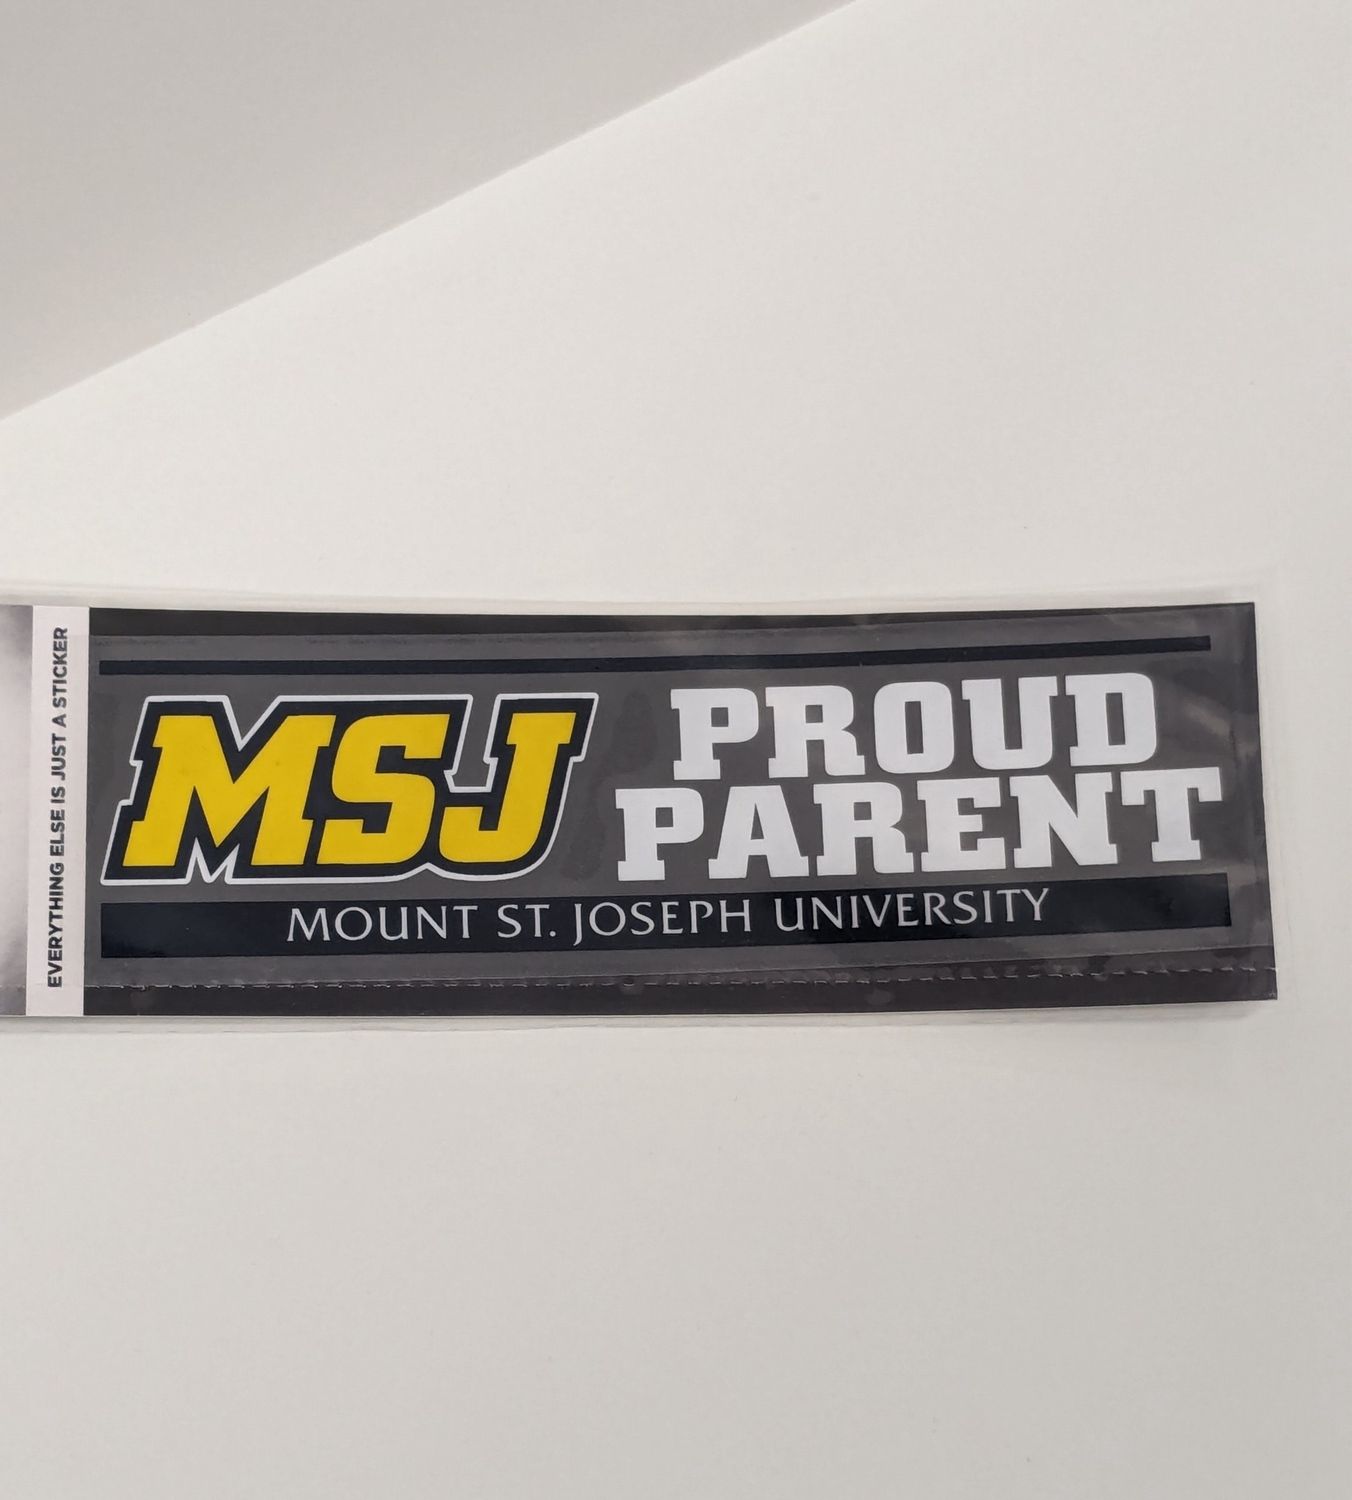 EVERYTHING ELSE IS JUST A STICKER
MSJ
PROUD
PARENT
MOUNT ST. JOSEPH UNIVERSITY